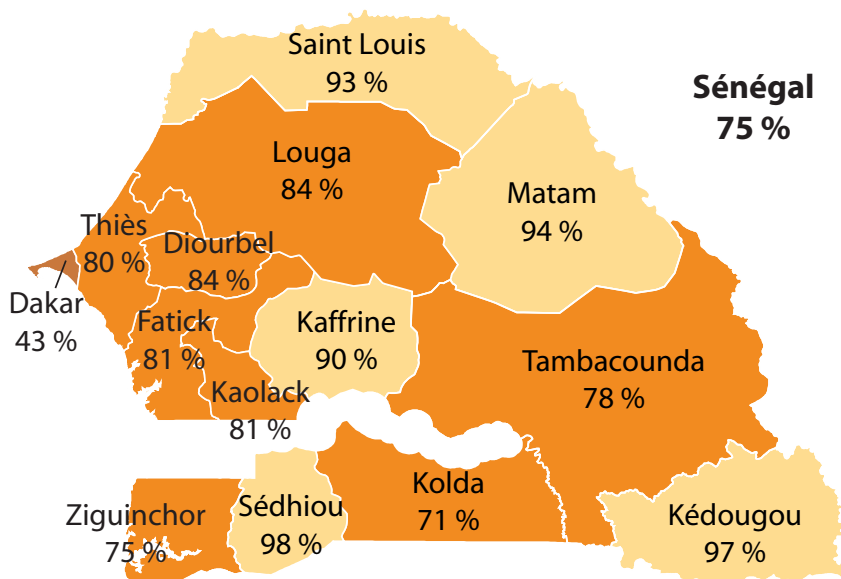 Saint Louis
93 %
Sénégal
75 %
Louga
84 %
Matam
94 %
Thiès
80 %
Diourbel
84 %
Dakar
43 %
Fatick
81 %
Kaffrine
90 %
Tambacounda
78 %
Kaolack
81 %
Ziguinchor
75 %
Sédhiou
98 %
Kolda
71 %
Kédougou
97 %